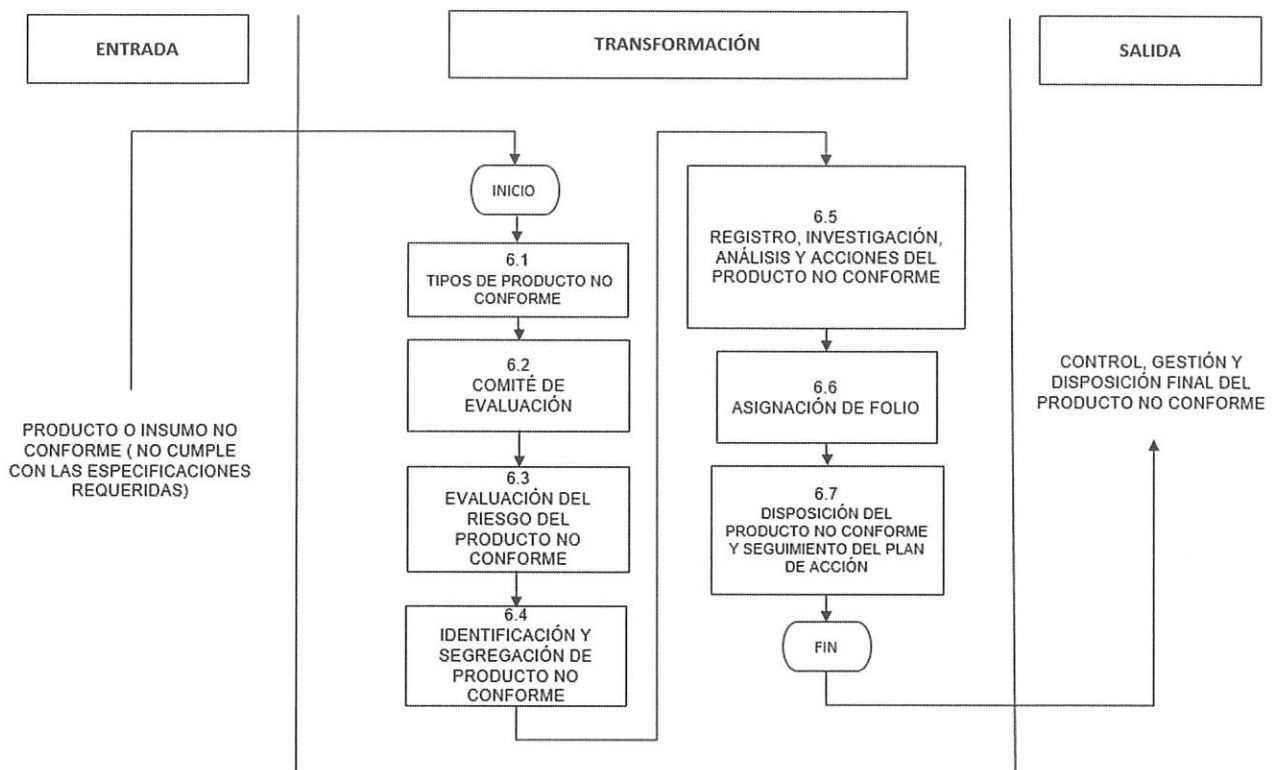 ENTRADA
TRANSFORMACIÓN
SALIDA
PRODUCTO O INSUMO NO
CONFORME ( NO CUMPLE
CON LAS ESPECIFICACIONES
REQUERIDAS)
INICIO
6.1
TIPOS DE PRODUCTO NO
CONFORME
6.2
COMITÉ DE
EVALUACIÓN
6.3
EVALUACIÓN DEL
RIESGO DEL
PRODUCTO NO
CONFORME
6.4
IDENTIFICACIÓN Y
SEGREGACIÓN DE
PRODUCTO NO
CONFORME
6.5
REGISTRO, INVESTIGACIÓN,
ANÁLISIS Y ACCIONES DEL
PRODUCTO NO CONFORME
6.6
ASIGNACIÓN DE FOLIO
6.7
DISPOSICIÓN DEL
PRODUCTO NO CONFORME
Y SEGUIMIENTO DEL PLAN
DE ACCIÓN
FIN
CONTROL, GESTIÓN Y
DISPOSICIÓN FINAL DEL
PRODUCTO NO CONFORME